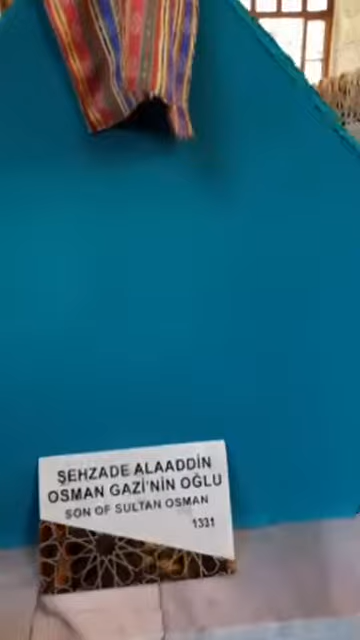 ŞEHZADE ALAADDİN
OSMAN GAZİ'NİN OĞLU
SON OF SULTAN OSMAN
1331